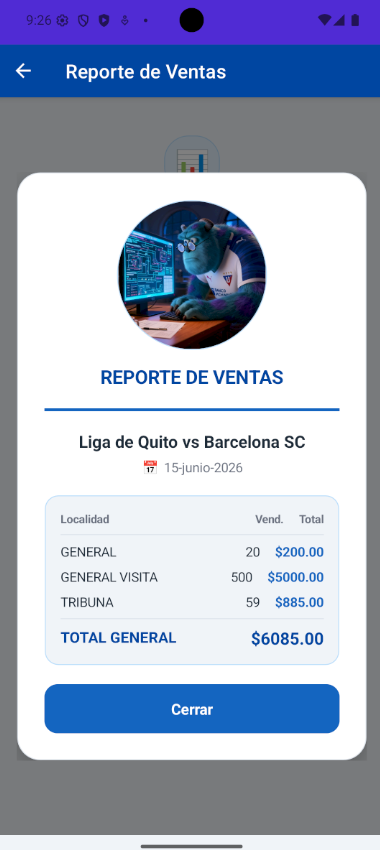 9:26
Reporte de Ventas
REPORTE DE VENTAS
Liga de Quito vs Barcelona SC
15-junio-2026
Localidad Vend. Total
GENERAL 20 $200.00
GENERAL VISITA 500 $5000.00
TRIBUNA 59 $885.00
TOTAL GENERAL $6085.00
Cerrar